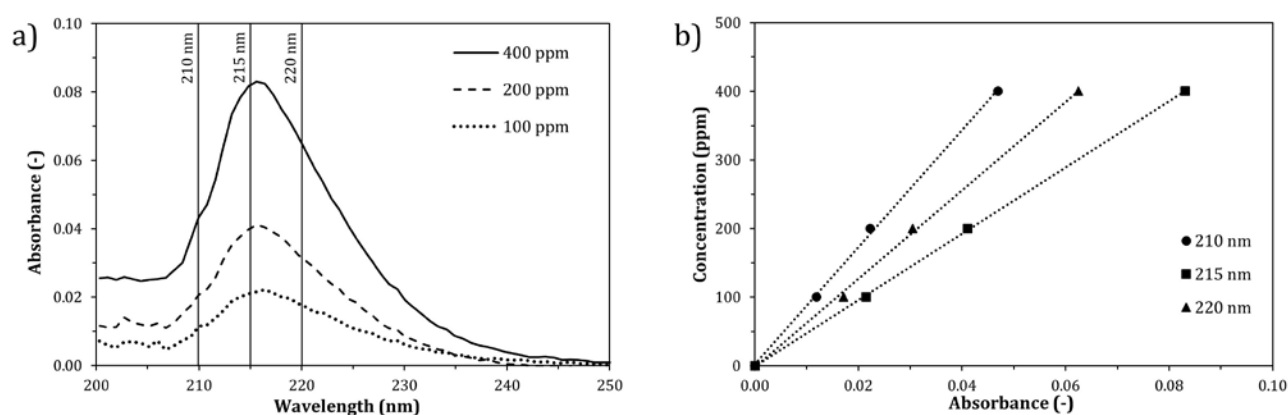 a)
0.10
0.08
0.06
0.04
0.02
0.00
Absorbance (-)
210 nm
215 nm
220 nm
400 ppm
200 ppm
100 ppm
200 210 220 230 240 250
Wavelength (nm)
b)
500
400
300
200
100
0
Concentration (ppm)
210 nm
215 nm
220 nm
0.00 0.02 0.04 0.06 0.08 0.10
Absorbance (-)